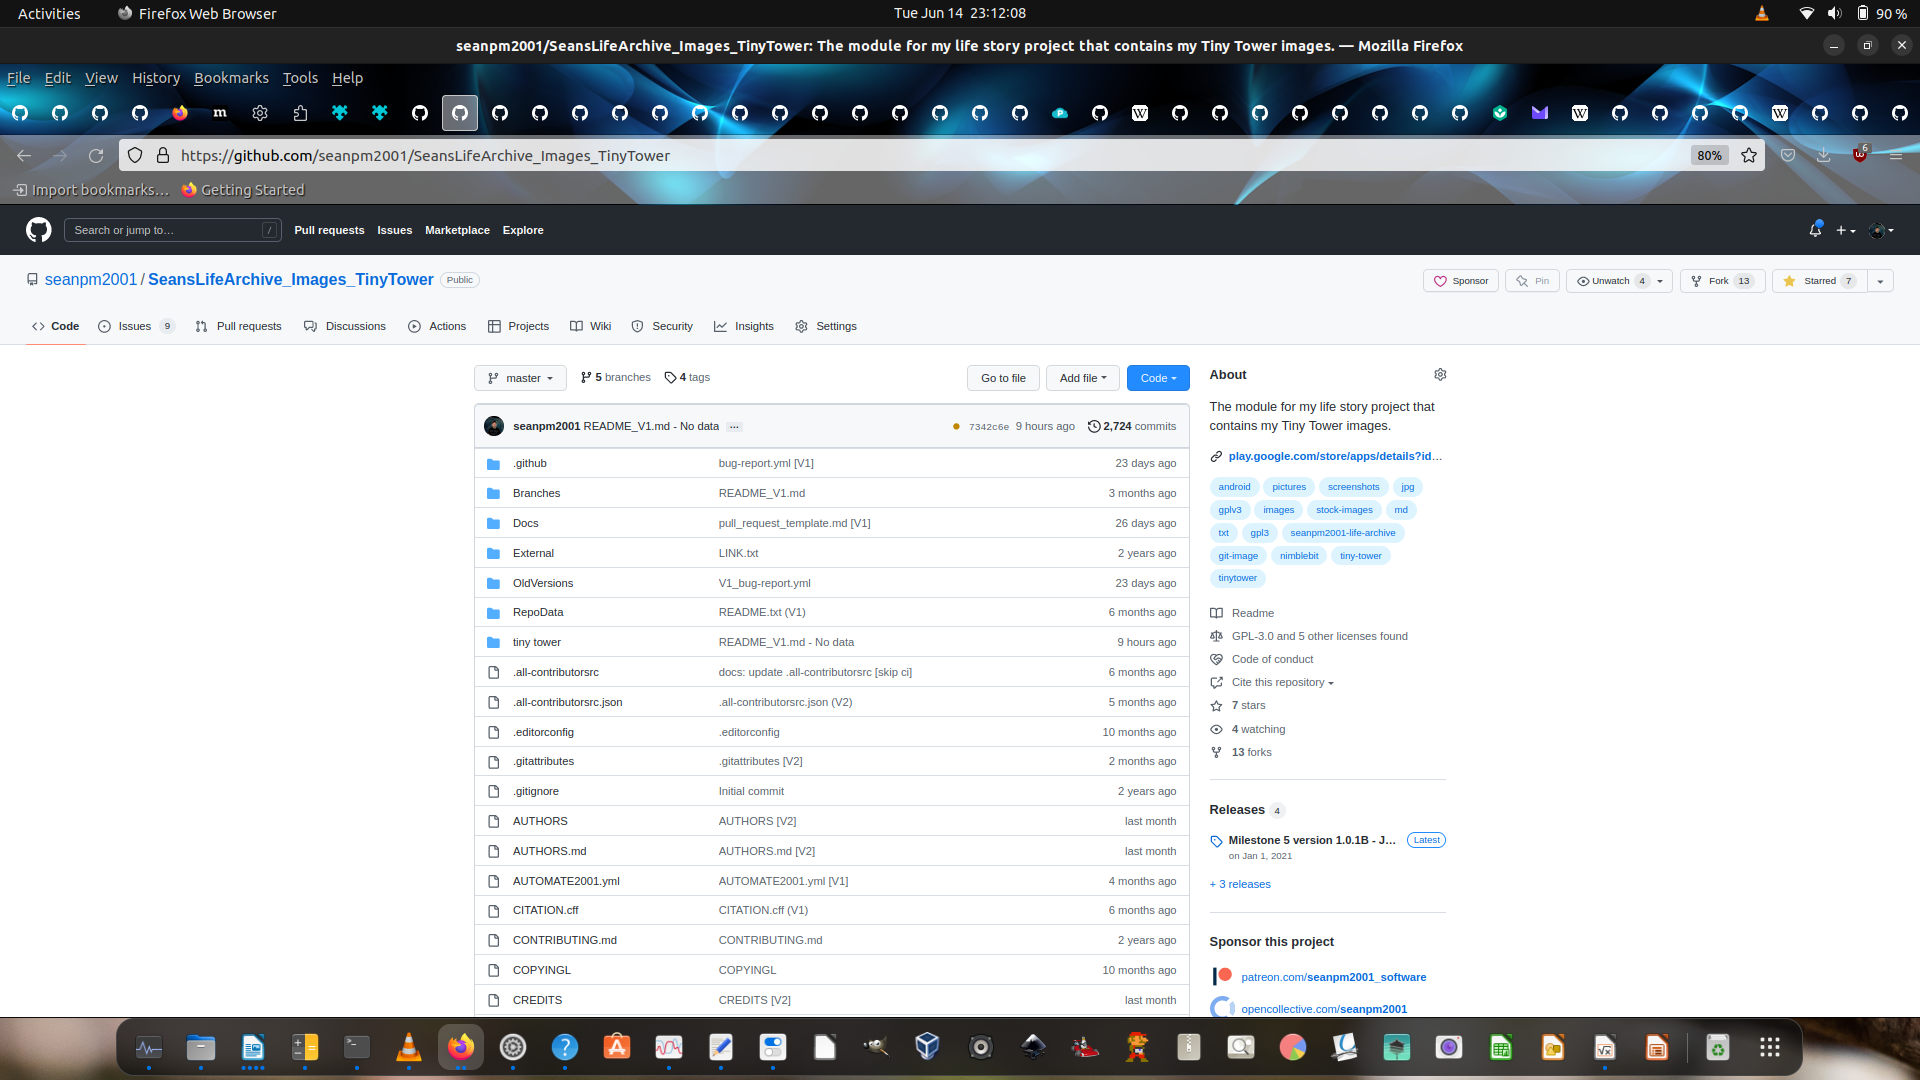 Activities Firefox Web Browser Tue Jun 14 23:12:08 90 %
seanpm2001/SeansLifeArchive_Images_TinyTower: The module for my life story project that contains my Tiny Tower images. — Mozilla Firefox
File Edit View History Bookmarks Tools Help
https://github.com/seanpm2001/SeansLifeArchive_Images_TinyTower 80% 6
Import bookmarks... Getting Started
Search or jump to... / Pull requests Issues Marketplace Explore
seanpm2001 / SeansLifeArchive_Images_TinyTower Public Sponsor Pin Unwatch 4 Fork 13 Starred 7
Code Issues 9 Pull requests Discussions Actions Projects Wiki Security Insights Settings
master 5 branches 4 tags Go to file Add file Code
seanpm2001 README_V1.md - No data ... 7342c6e 9 hours ago 2,724 commits
.github bug-report.yml [V1] 23 days ago
Branches README_V1.md 3 months ago
Docs pull_request_template.md [V1] 26 days ago
External LINK.txt 2 years ago
OldVersions V1_bug-report.yml 23 days ago
RepoData README.txt (V1) 6 months ago
tiny tower README_V1.md - No data 9 hours ago
.all-contributorsrc docs: update .all-contributorsrc [skip ci] 6 months ago
.all-contributorsrc.json .all-contributorsrc.json (V2) 5 months ago
.editorconfig .editorconfig 10 months ago
.gitattributes .gitattributes [V2] 2 months ago
.gitignore Initial commit 2 years ago
AUTHORS AUTHORS [V2] last month
AUTHORS.md AUTHORS.md [V2] last month
AUTOMATE2001.yml AUTOMATE2001.yml [V1] 4 months ago
CITATION.cff CITATION.cff (V1) 6 months ago
CONTRIBUTING.md CONTRIBUTING.md 2 years ago
COPYINGL COPYINGL 10 months ago
CREDITS CREDITS [V2] last month
About
The module for my life story project that
contains my Tiny Tower images.
play.google.com/store/apps/details?id...
android pictures screenshots jpg
gplv3 images stock-images md
txt gpl3 seanpm2001-life-archive
git-image nimblebit tiny-tower
tinytower
Readme
GPL-3.0 and 5 other licenses found
Code of conduct
Cite this repository
7 stars
4 watching
13 forks
Releases 4
Milestone 5 version 1.0.1B - J... Latest
on Jan 1, 2021
+ 3 releases
Sponsor this project
patreon.com/seanpm2001_software
opencollective.com/seanpm2001